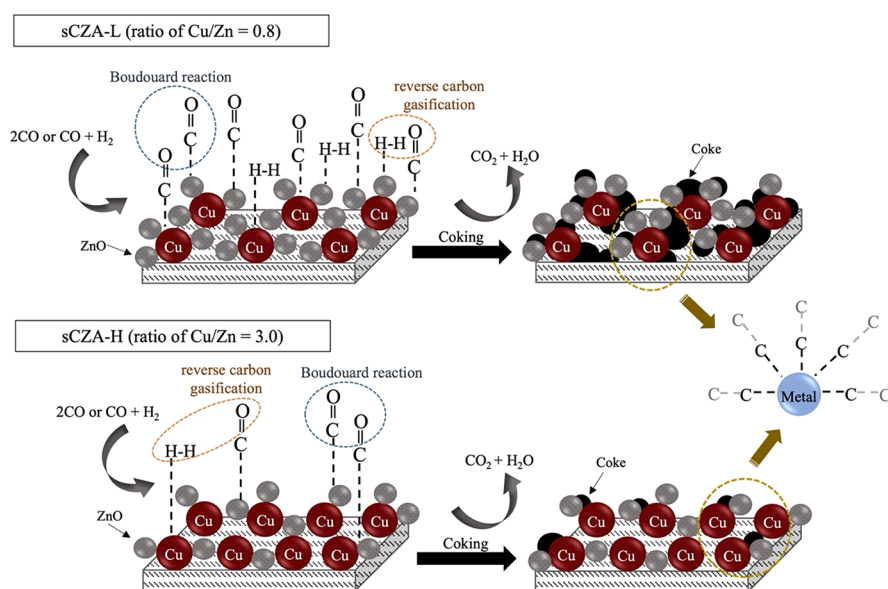 sCZA-L (ratio of Cu/Zn = 0.8)
Boudouard reaction
reverse carbon
gasification
2CO or CO + H₂
O
C
O
C
O
C
O
C
O
C
O
C
H-H
H-H
H-H
ZnO
Cu
Cu
Cu
Cu
Cu
Cu
CO₂ + H₂O
Coking
Coke
Cu
Cu
Cu
Cu
Cu
Cu
sCZA-H (ratio of Cu/Zn = 3.0)
reverse carbon
gasification
Boudouard reaction
2CO or CO + H₂
H-H
O
C
O
C
O
C
ZnO
Cu
Cu
Cu
Cu
Cu
Cu
Cu
Cu
CO₂ + H₂O
Coking
Coke
Cu
Cu
Cu
Cu
Cu
Cu
Cu
Cu
C
C
C
C
C
C
C
C
C
C
Metal